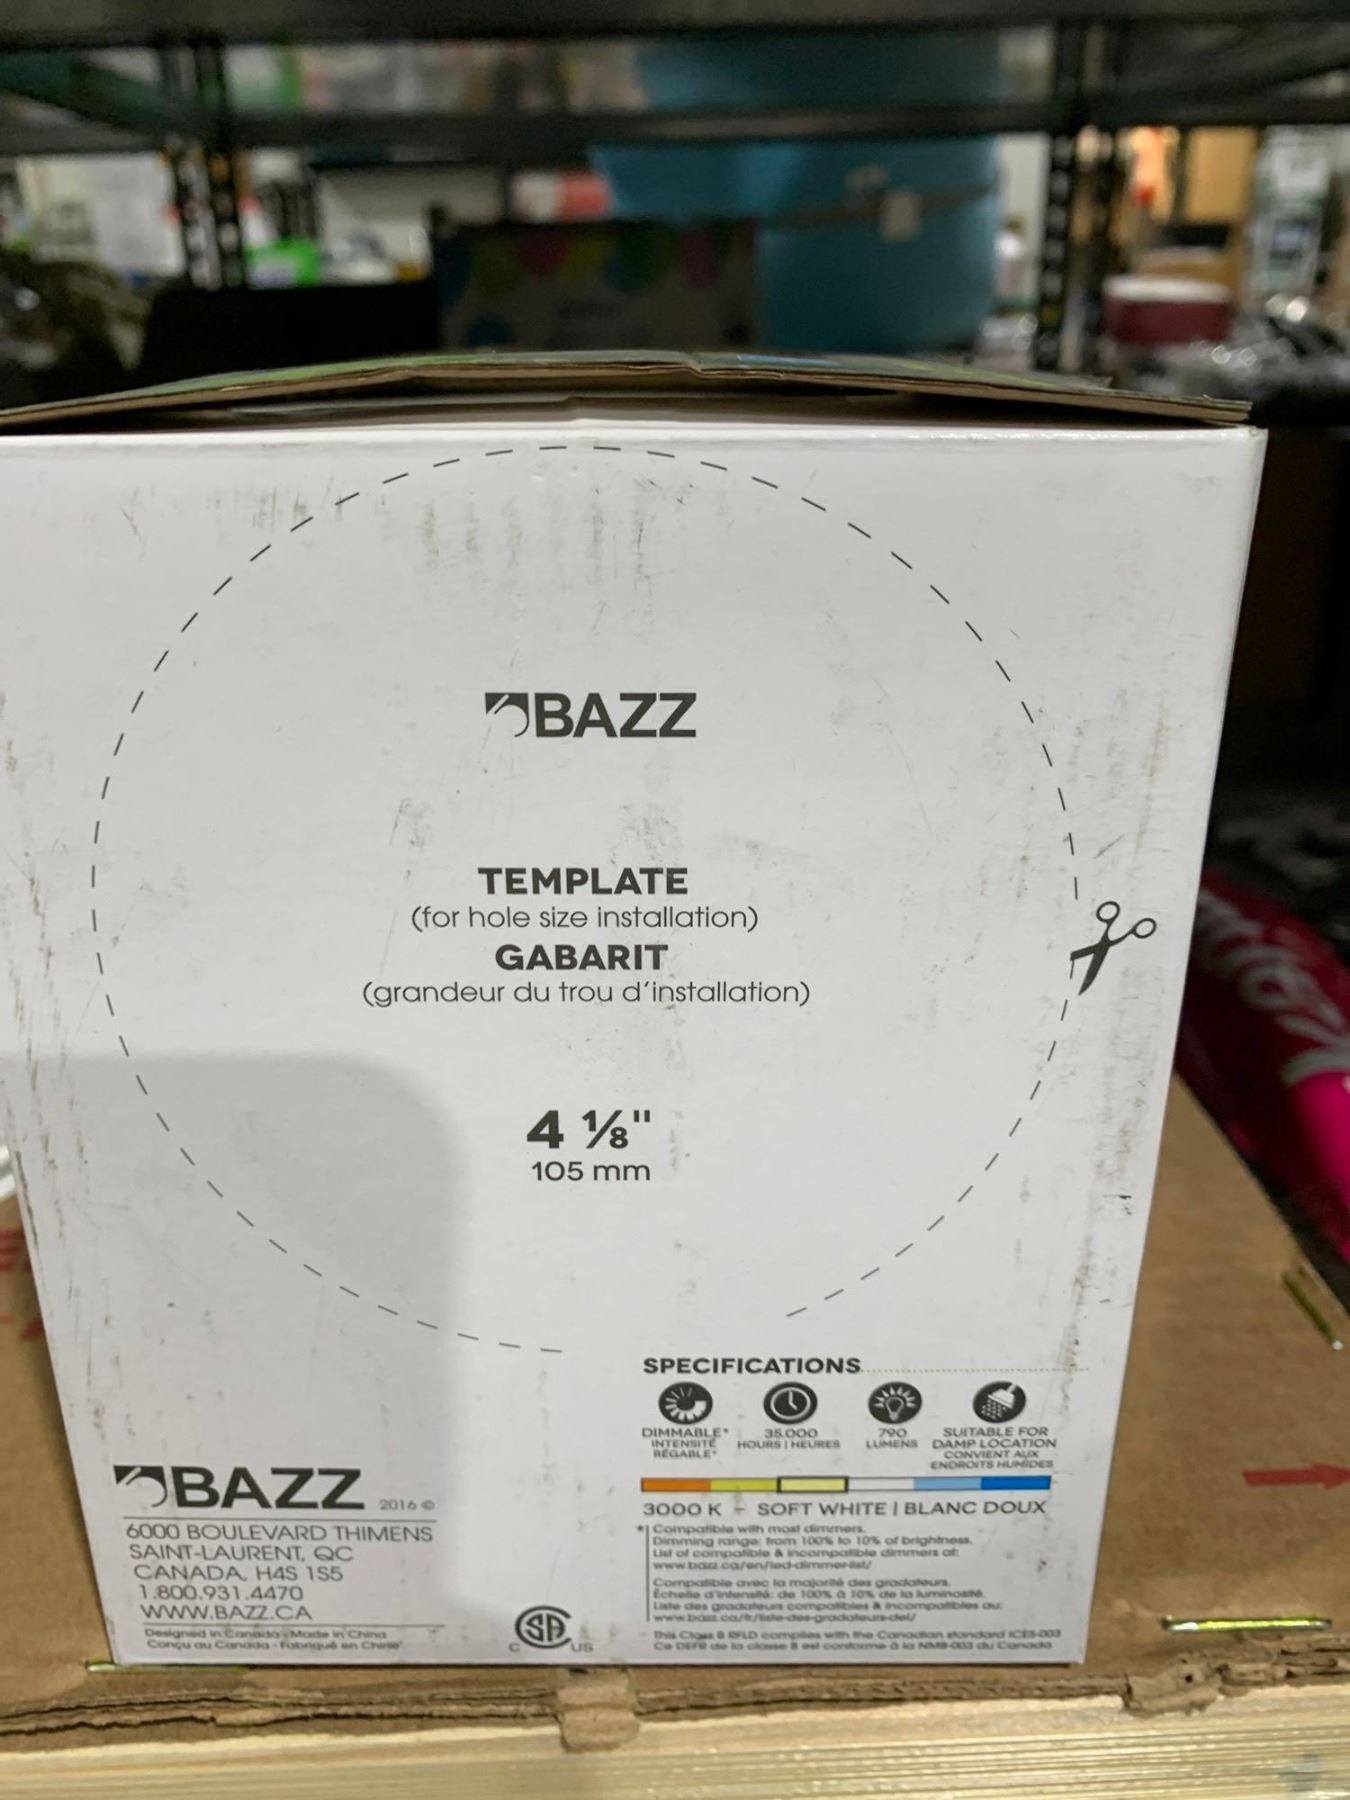 BAZZ
TEMPLATE
(for hole size installation)
GABARIT
(grandeur du trou d'installation)
4 ⅛"
105 mm
SPECIFICATIONS
DIMMABLE*
INTENSITÉ
RÉGABLE*
35.000
HOURS | HEURES
790
LUMENS
SUITABLE FOR
DAMP LOCATION
CONVIENT AUX
ENDROITS HUMIDES
3000 K – SOFT WHITE | BLANC DOUX
* Compatible with most dimmers.
Dimming range: from 100% to 10% of brightness.
List of compatible & incompatible dimmers at:
www.bazz.ca/en/led-dimmer-list/
Compatible avec la majorité des gradateurs.
Échelle d'intensité: de 100% à 10% de la luminosité.
Liste des gradateurs compatibles & incompatibles au:
www.bazz.ca/fr/liste-des-gradateurs-del/
This Class B RFLD complies with the Canadian standard ICES-003
Ce DEFR de la classe B est conforme à la NMB-003 du Canada
BAZZ 2016 ©
6000 BOULEVARD THIMENS
SAINT-LAURENT, QC
CANADA, H4S 1S5
1.800.931.4470
WWW.BAZZ.CA
Designed in Canada - Made in China
Conçu au Canada - Fabriqué en Chine
C SA US